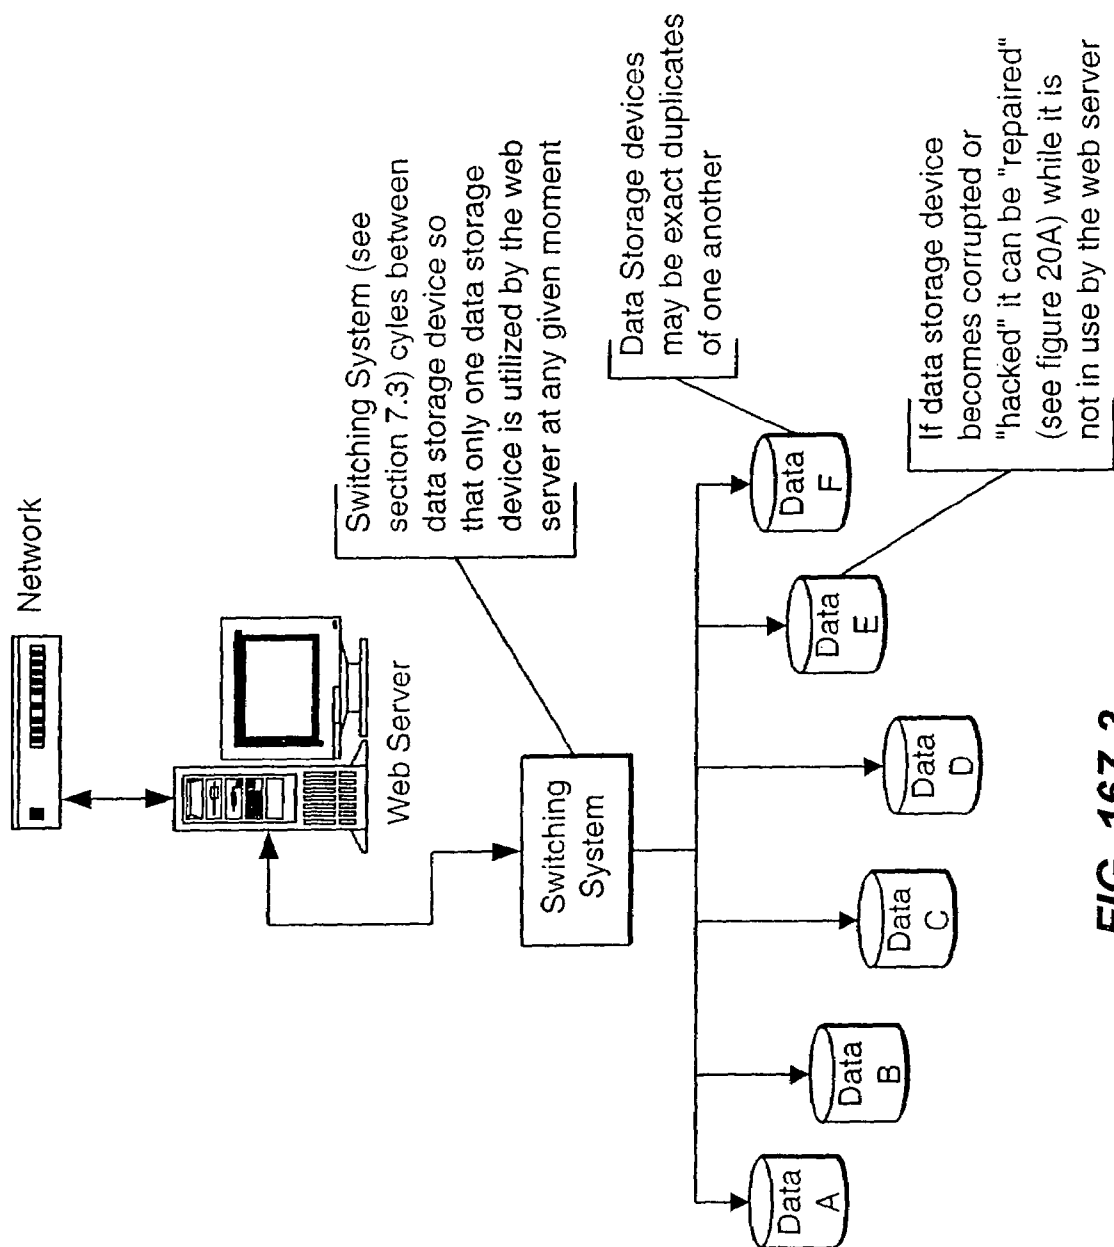 Network
Web Server
Switching System (see
section 7.3) cyles between
data storage device so
that only one data storage
device is utilized by the web
server at any given moment
Switching
System
Data Storage devices
may be exact duplicates
of one another
Data
A
Data
B
Data
C
Data
D
Data
E
Data
F
If data storage device
becomes corrupted or
"hacked" it can be "repaired"
(see figure 20A) while it is
not in use by the web server